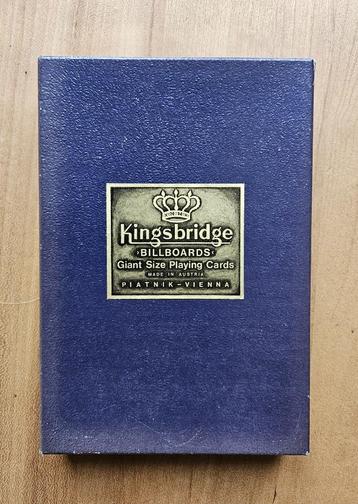 Kingsbridge
›BILLBOARDS‹
Giant Size Playing Cards
MADE IN AUSTRIA
PIATNIK–VIENNA